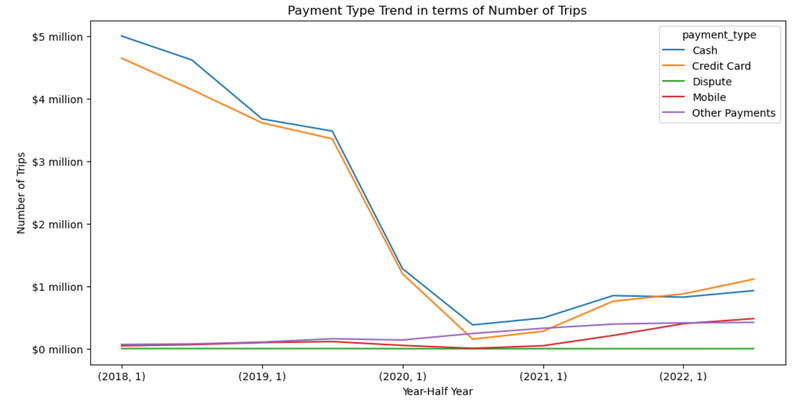 Payment Type Trend in terms of Number of Trips
$5 million
$4 million
$3 million
$2 million
$1 million
$0 million
Number of Trips
payment_type
Cash
Credit Card
Dispute
Mobile
Other Payments
(2018, 1)
(2019, 1)
(2020, 1)
(2021, 1)
(2022, 1)
Year-Half Year